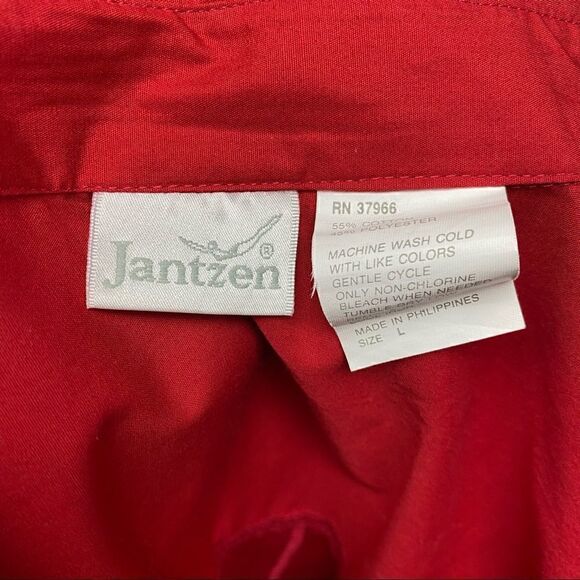 Jantzen®
RN 37966
55% COTTON
45% POLYESTER
MACHINE WASH COLD
WITH LIKE COLORS
GENTLE CYCLE
ONLY NON-CHLORINE
BLEACH WHEN NEEDED
TUMBLE DRY
MADE IN PHILIPPINES
SIZE L